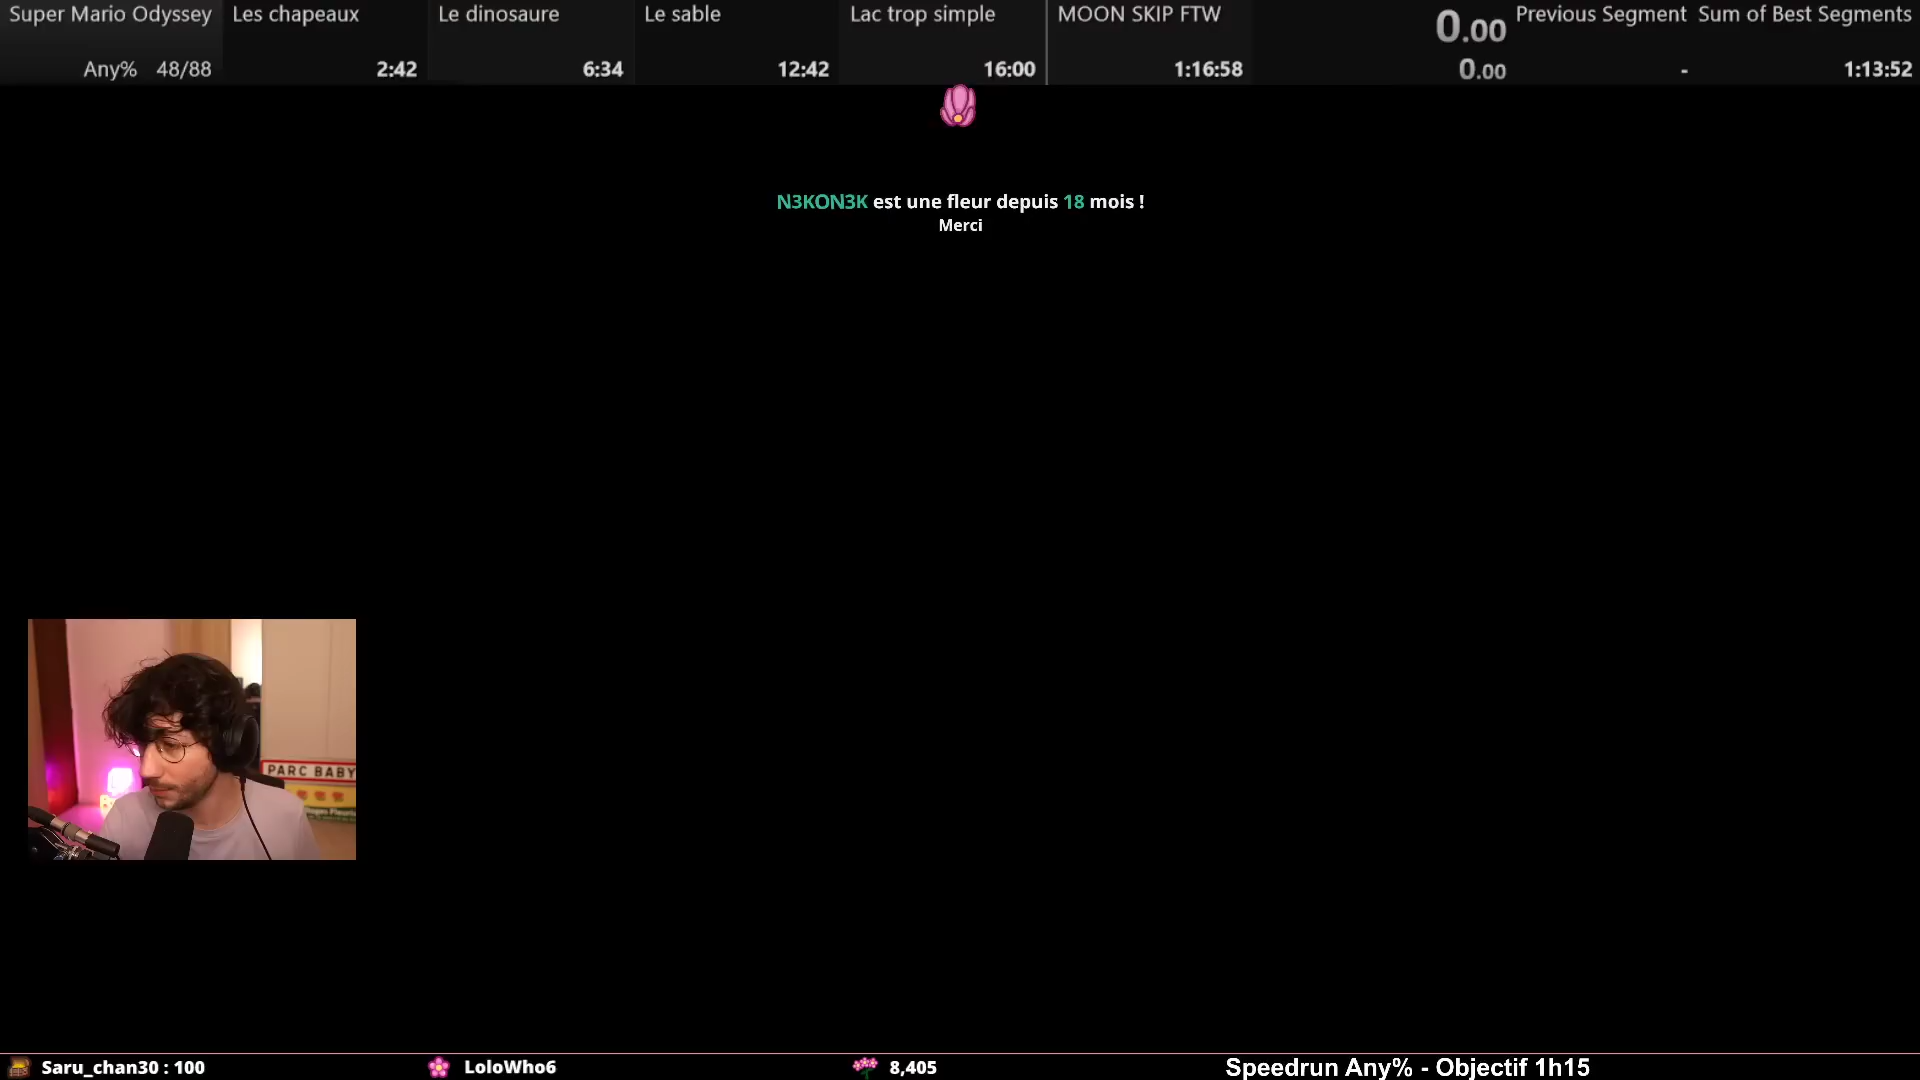 Super Mario Odyssey
Any% 48/88
Les chapeaux
2:42
Le dinosaure
6:34
Le sable
12:42
Lac trop simple
16:00
MOON SKIP FTW
1:16:58
0.00
0.00
Previous Segment
-
Sum of Best Segments
1:13:52
N3KON3K est une fleur depuis 18 mois !
Merci
PARC BABY
Saru_chan30 : 100
LoloWho6
8,405
Speedrun Any% - Objectif 1h15